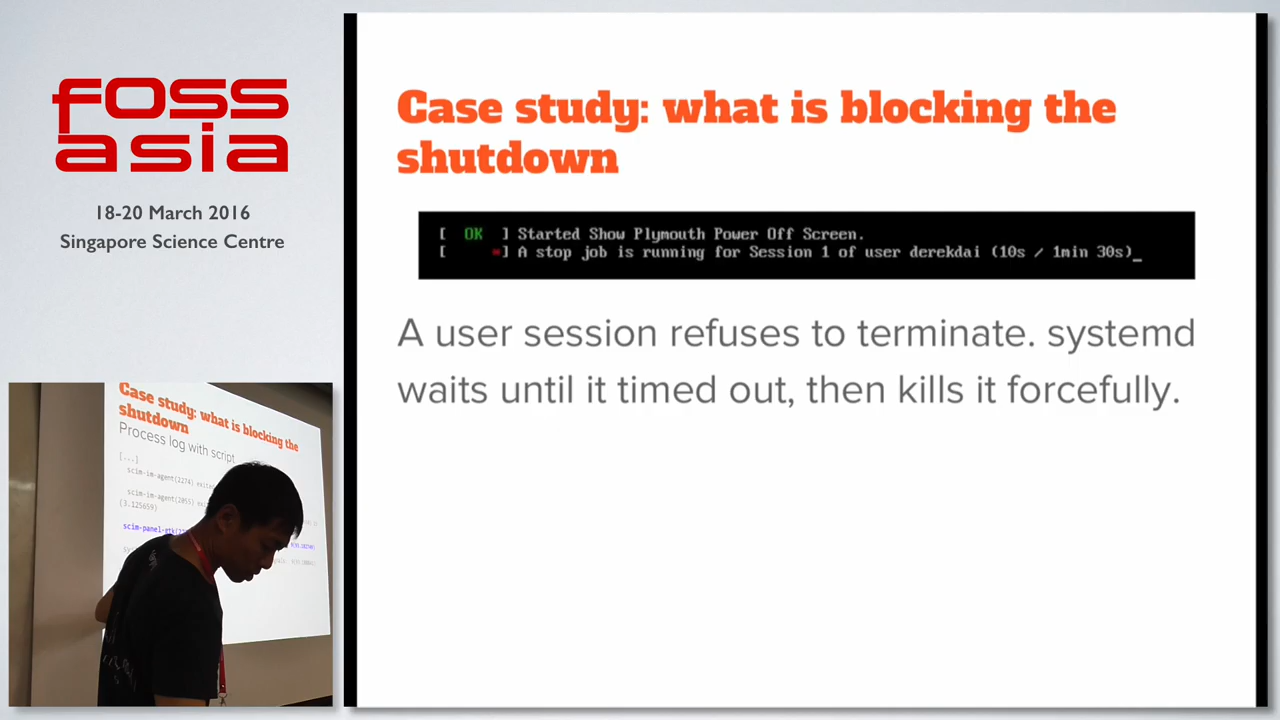 foss
asia
18-20 March 2016
Singapore Science Centre
Case study: what is blocking the
shutdown
[ OK ] Started Show Plymouth Power Off Screen.
[ *] A stop job is running for Session 1 of user derekdai (10s / 1min 30s)_
A user session refuses to terminate. systemd
waits until it timed out, then kills it forcefully.
Case study: what is blocking the
shutdown
Process log with script
[...]
scim-im-agent(2274)
scim-im-agent(2055)
(3.125659)